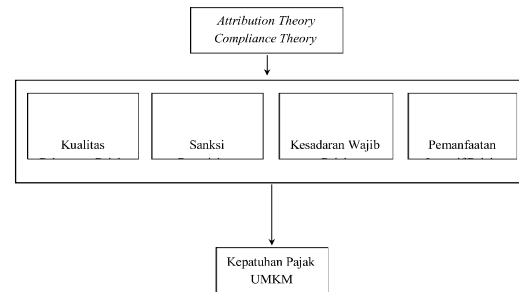 Attribution Theory
Compliance Theory
Kualitas
Sanksi
Kesadaran Wajib
Pemanfaatan
Kepatuhan Pajak
UMKM